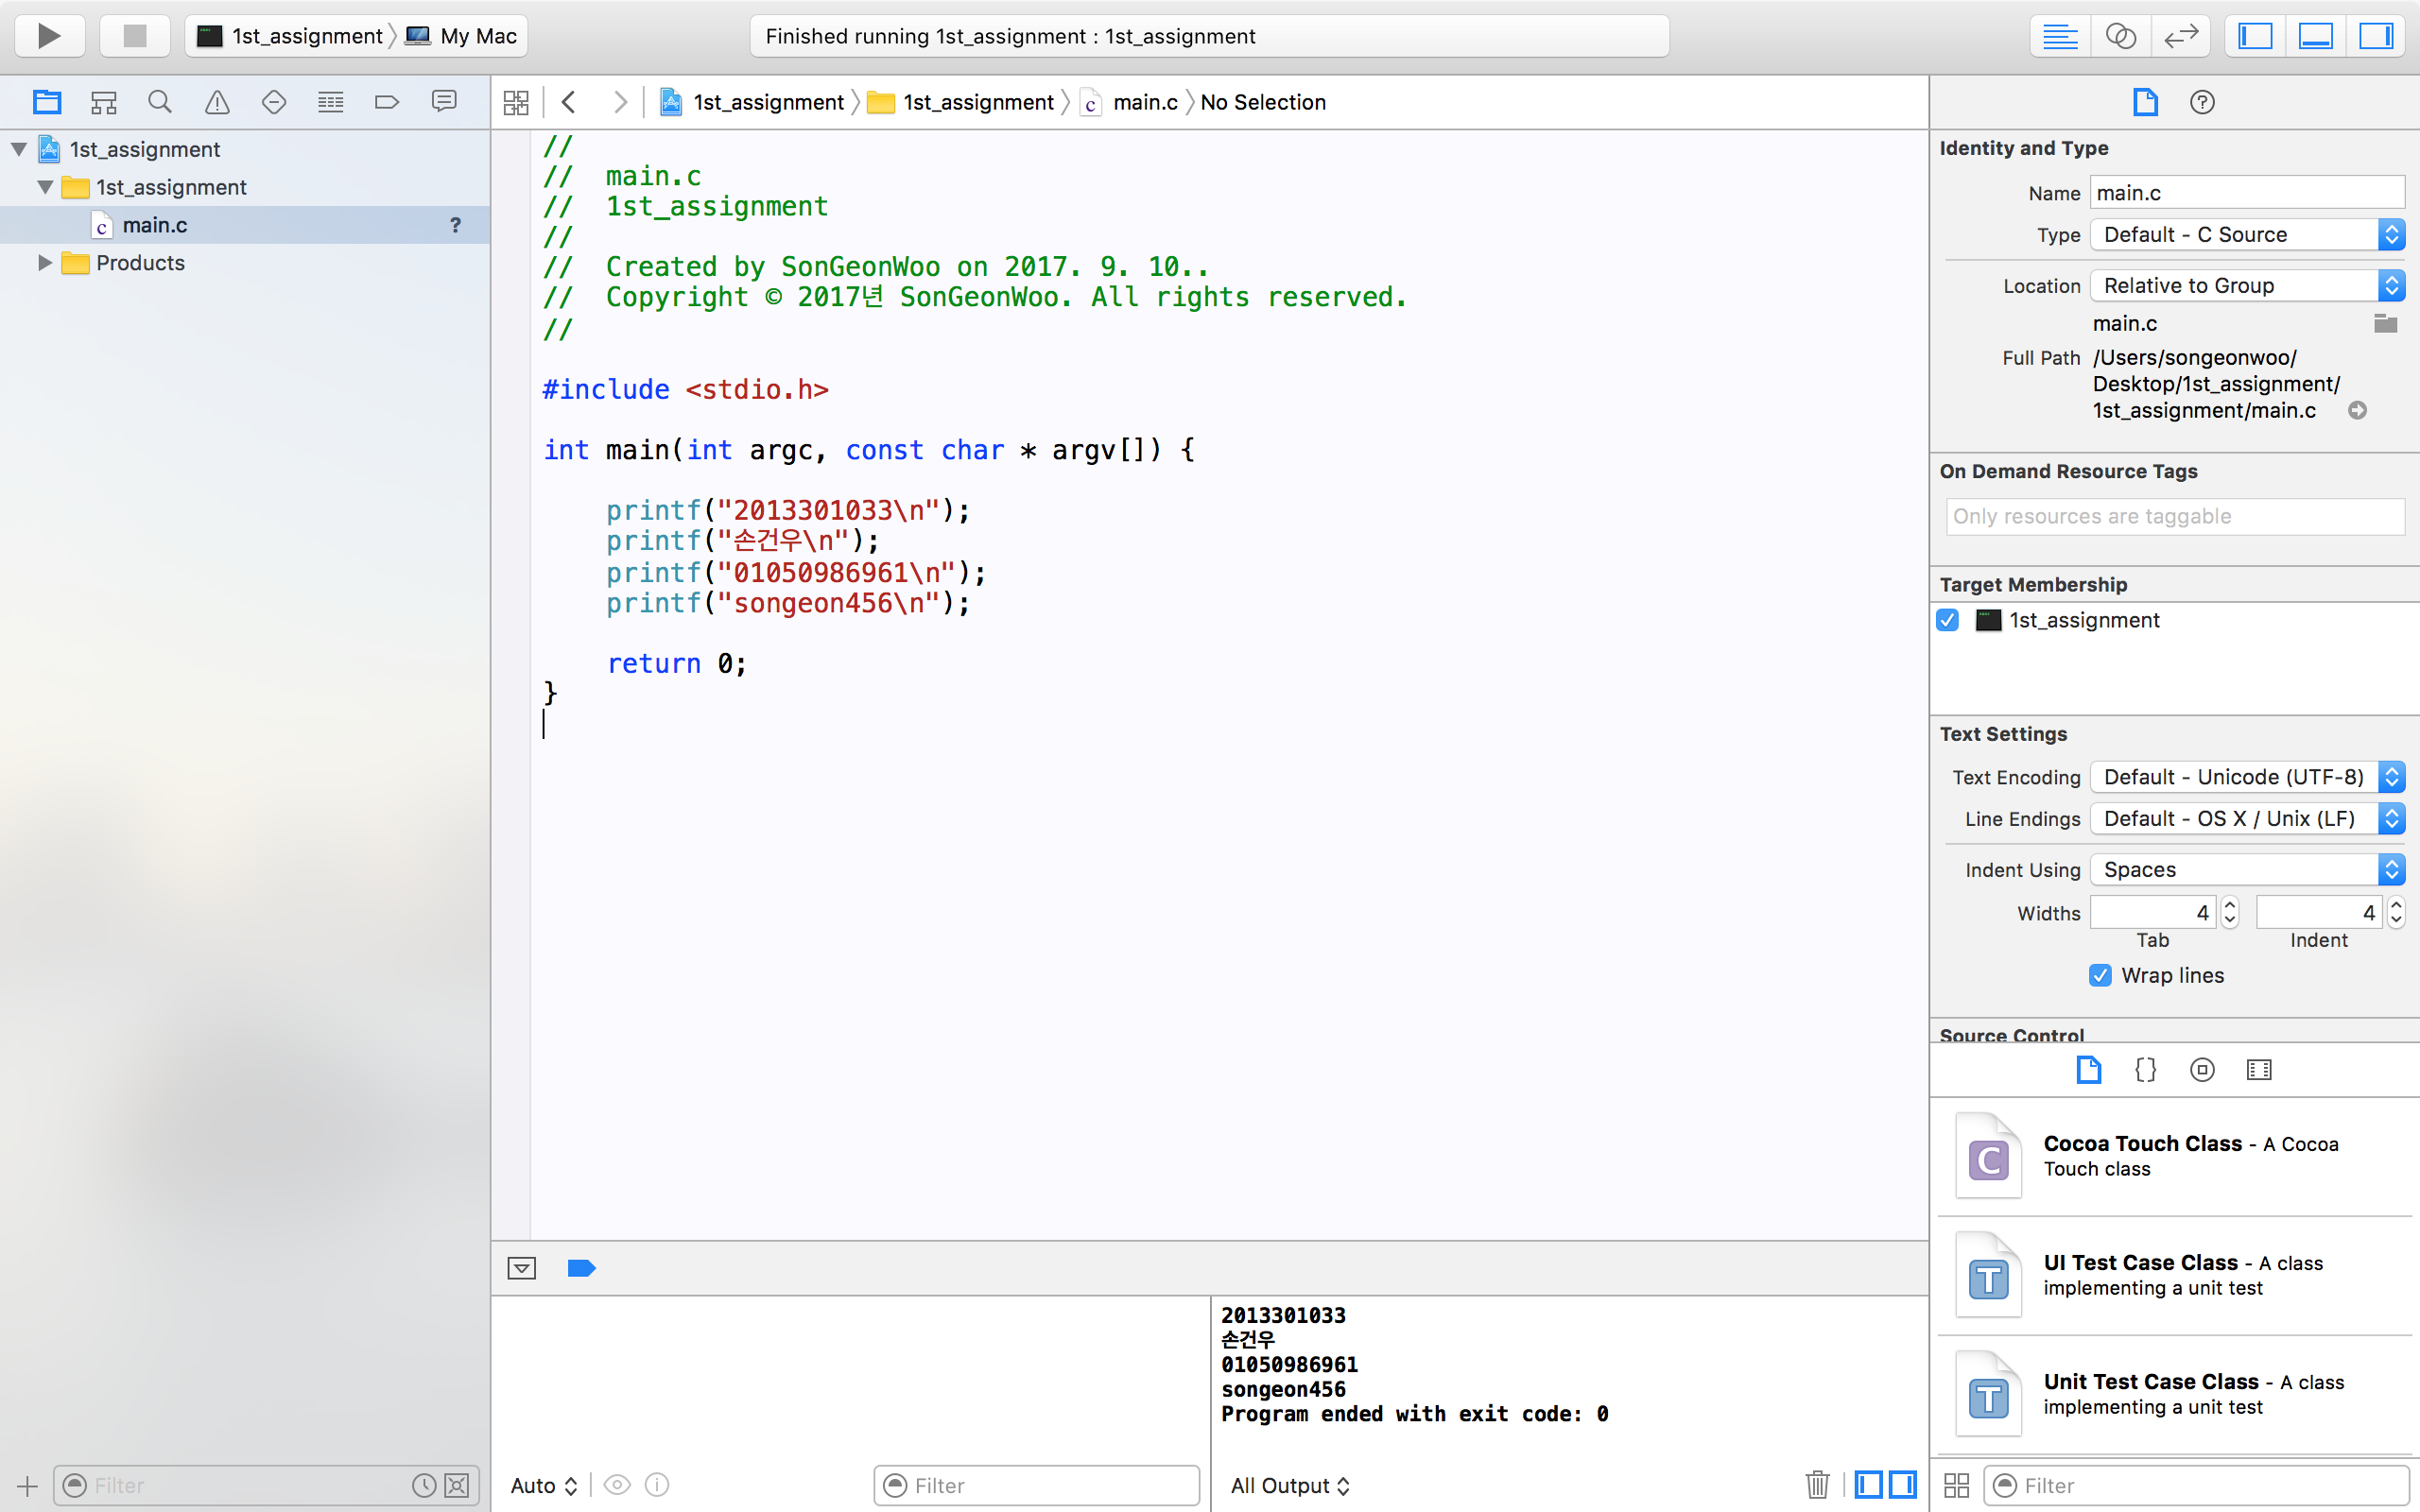 1st_assignment My Mac
Finished running 1st_assignment : 1st_assignment
1st_assignment
1st_assignment
main.c ?
Products
Filter
1st_assignment 1st_assignment main.c No Selection
//
//  main.c
//  1st_assignment
//
//  Created by SonGeonWoo on 2017. 9. 10..
//  Copyright © 2017년 SonGeonWoo. All rights reserved.
//
#include <stdio.h>
int main(int argc, const char * argv[]) {
printf("2013301033\n");
printf("손건우\n");
printf("01050986961\n");
printf("songeon456\n");
return 0;
}
Auto
Filter
2013301033
손건우
01050986961
songeon456
Program ended with exit code: 0
All Output
Identity and Type
Name main.c
Type Default - C Source
Location Relative to Group
main.c
Full Path /Users/songeonwoo/
Desktop/1st_assignment/
1st_assignment/main.c
On Demand Resource Tags
Only resources are taggable
Target Membership
1st_assignment
Text Settings
Text Encoding Default - Unicode (UTF-8)
Line Endings Default - OS X / Unix (LF)
Indent Using Spaces
Widths 4 4
Tab Indent
Wrap lines
Source Control
{}
C
Cocoa Touch Class - A Cocoa
Touch class
T
UI Test Case Class - A class
implementing a unit test
T
Unit Test Case Class - A class
implementing a unit test
Filter